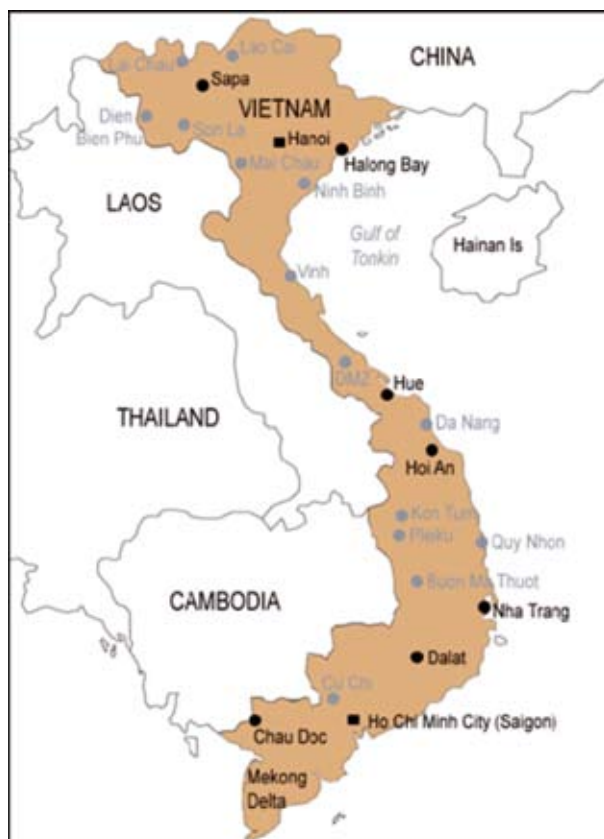 CHINA
Lao Cai
Lai Chau
Sapa
VIETNAM
Dien
Bien Phu
Son La
Hanoi
Halong Bay
Mai Chau
Ninh Binh
LAOS
Gulf of
Tonkin
Hainan Is
Vinh
DMZ
Hue
THAILAND
Da Nang
Hoi An
Kon Tum
Pleiku
Quy Nhon
Buon Ma Thuot
CAMBODIA
Nha Trang
Dalat
Cu Chi
Ho Chi Minh City (Saigon)
Chau Doc
Mekong
Delta